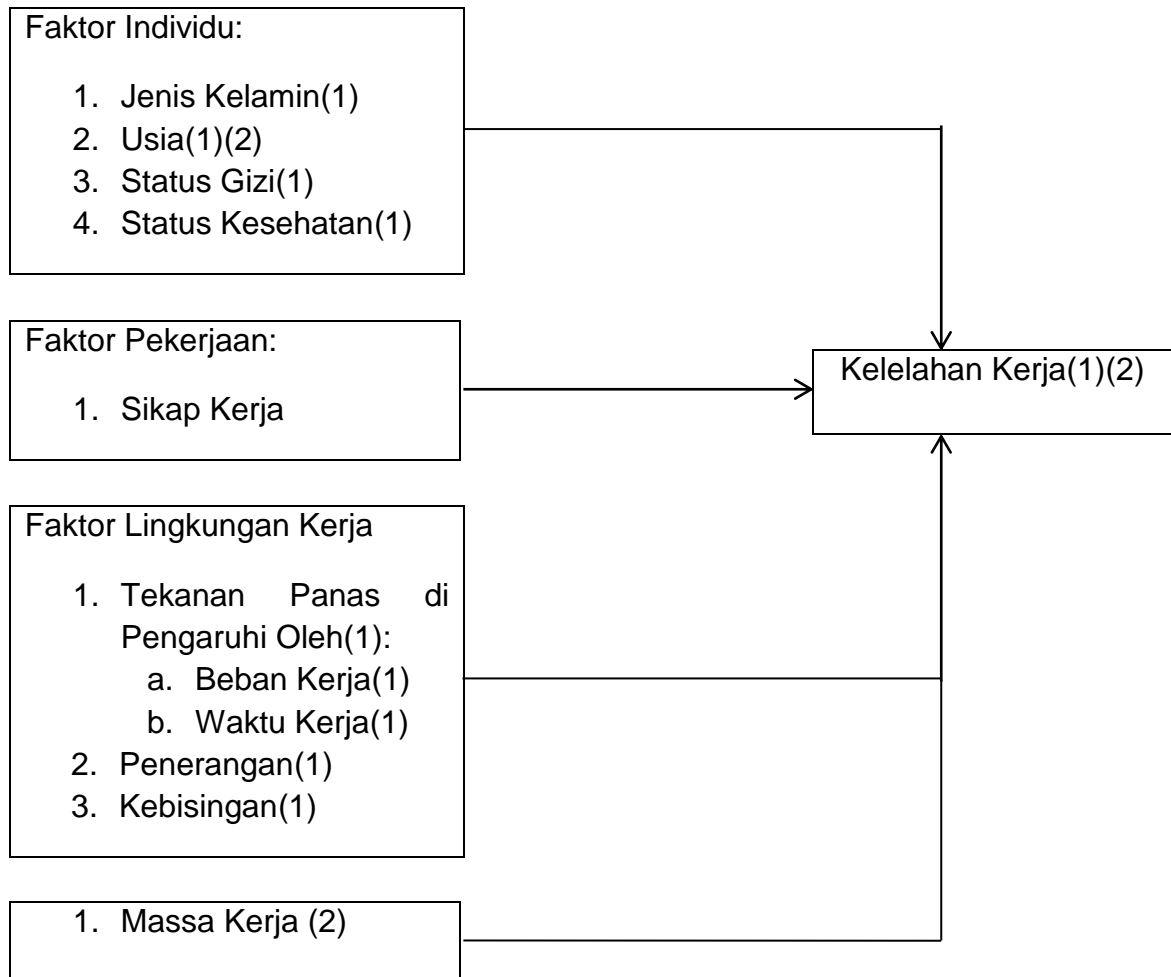 Faktor Individu:
1. Jenis Kelamin(1)
2. Usia(1)(2)
3. Status Gizi(1)
4. Status Kesehatan(1)
Faktor Pekerjaan:
1. Sikap Kerja
Kelelahan Kerja(1)(2)
Faktor Lingkungan Kerja
1. Tekanan Panas di
Pengaruhi Oleh(1):
a. Beban Kerja(1)
b. Waktu Kerja(1)
2. Penerangan(1)
3. Kebisingan(1)
1. Massa Kerja (2)